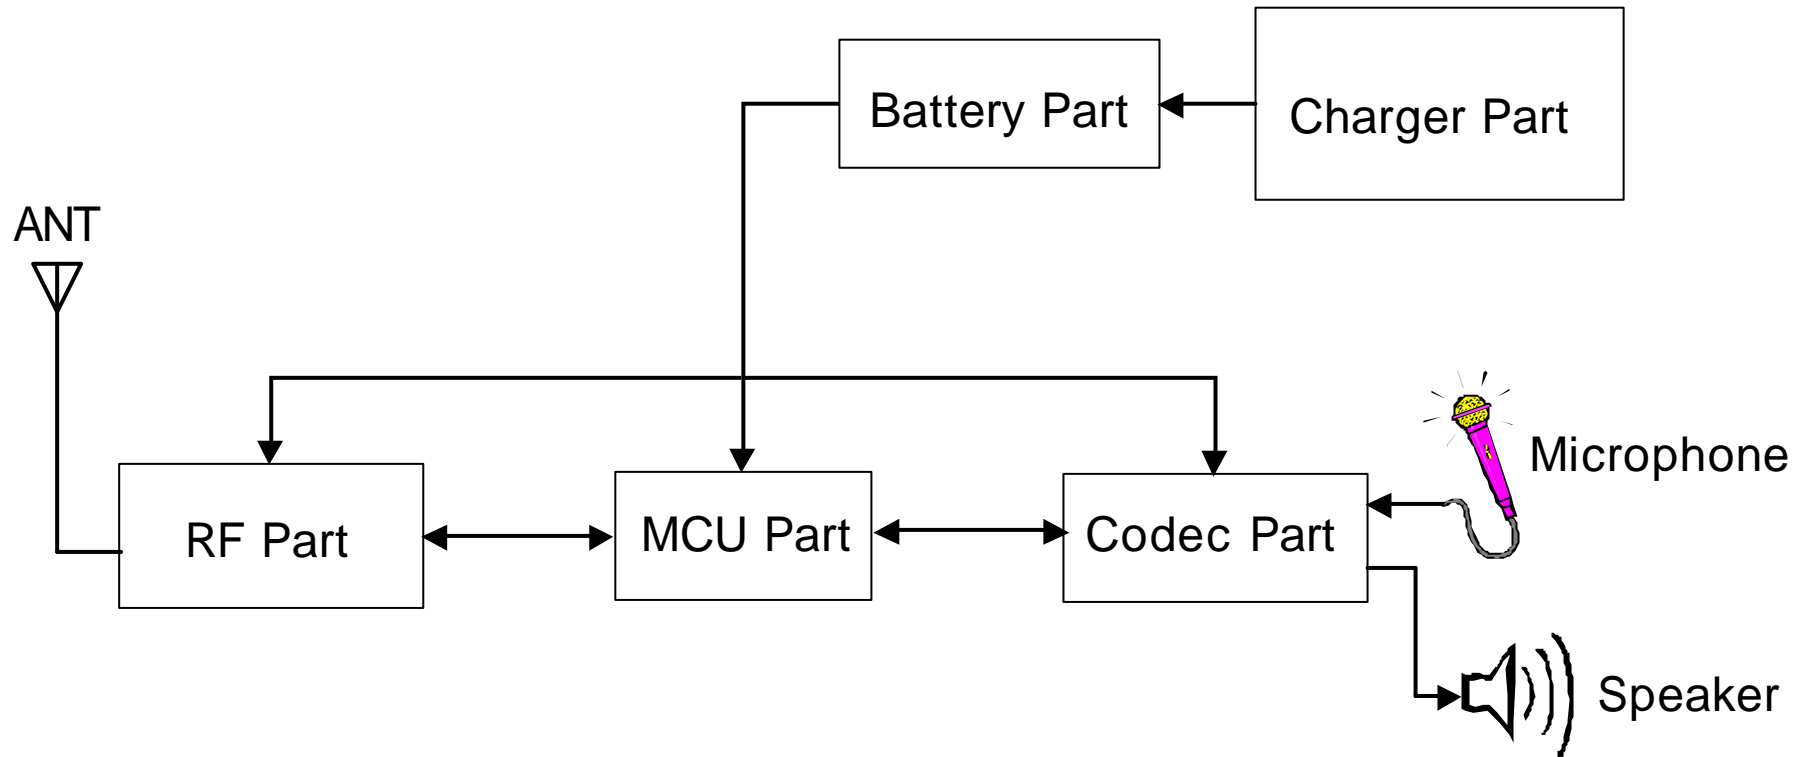 Battery Part
Charger Part
ANT
Microphone
RF Part
MCU Part
Codec Part
Speaker